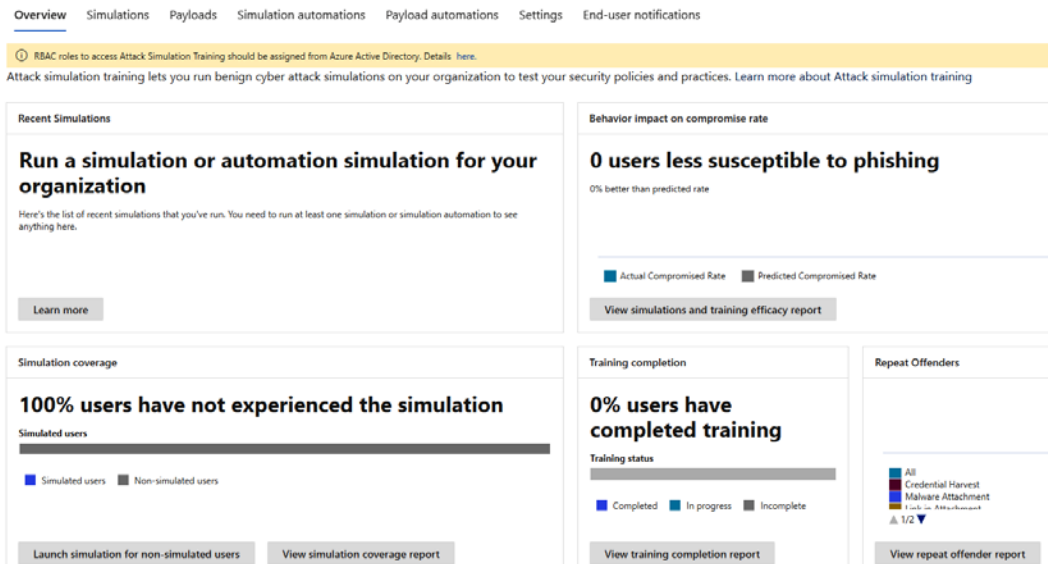 Overview Simulations Payloads Simulation automations Payload automations Settings End-user notifications
RBAC roles to access Attack Simulation Training should be assigned from Azure Active Directory. Details here.
Attack simulation training lets you run benign cyber attack simulations on your organization to test your security policies and practices. Learn more about Attack simulation training
Recent Simulations
Run a simulation or automation simulation for your
organization
Here's the list of recent simulations that you've run. You need to run at least one simulation or simulation automation to see
anything here.
Learn more
Behavior impact on compromise rate
0 users less susceptible to phishing
0% better than predicted rate
Actual Compromised Rate Predicted Compromised Rate
View simulations and training efficacy report
Simulation coverage
100% users have not experienced the simulation
Simulated users
Simulated users Non-simulated users
Launch simulation for non-simulated users View simulation coverage report
Training completion
0% users have
completed training
Training status
Completed In progress Incomplete
View training completion report
Repeat Offenders
All
Credential Harvest
Malware Attachment
Link in Attachment
1/2
View repeat offender report